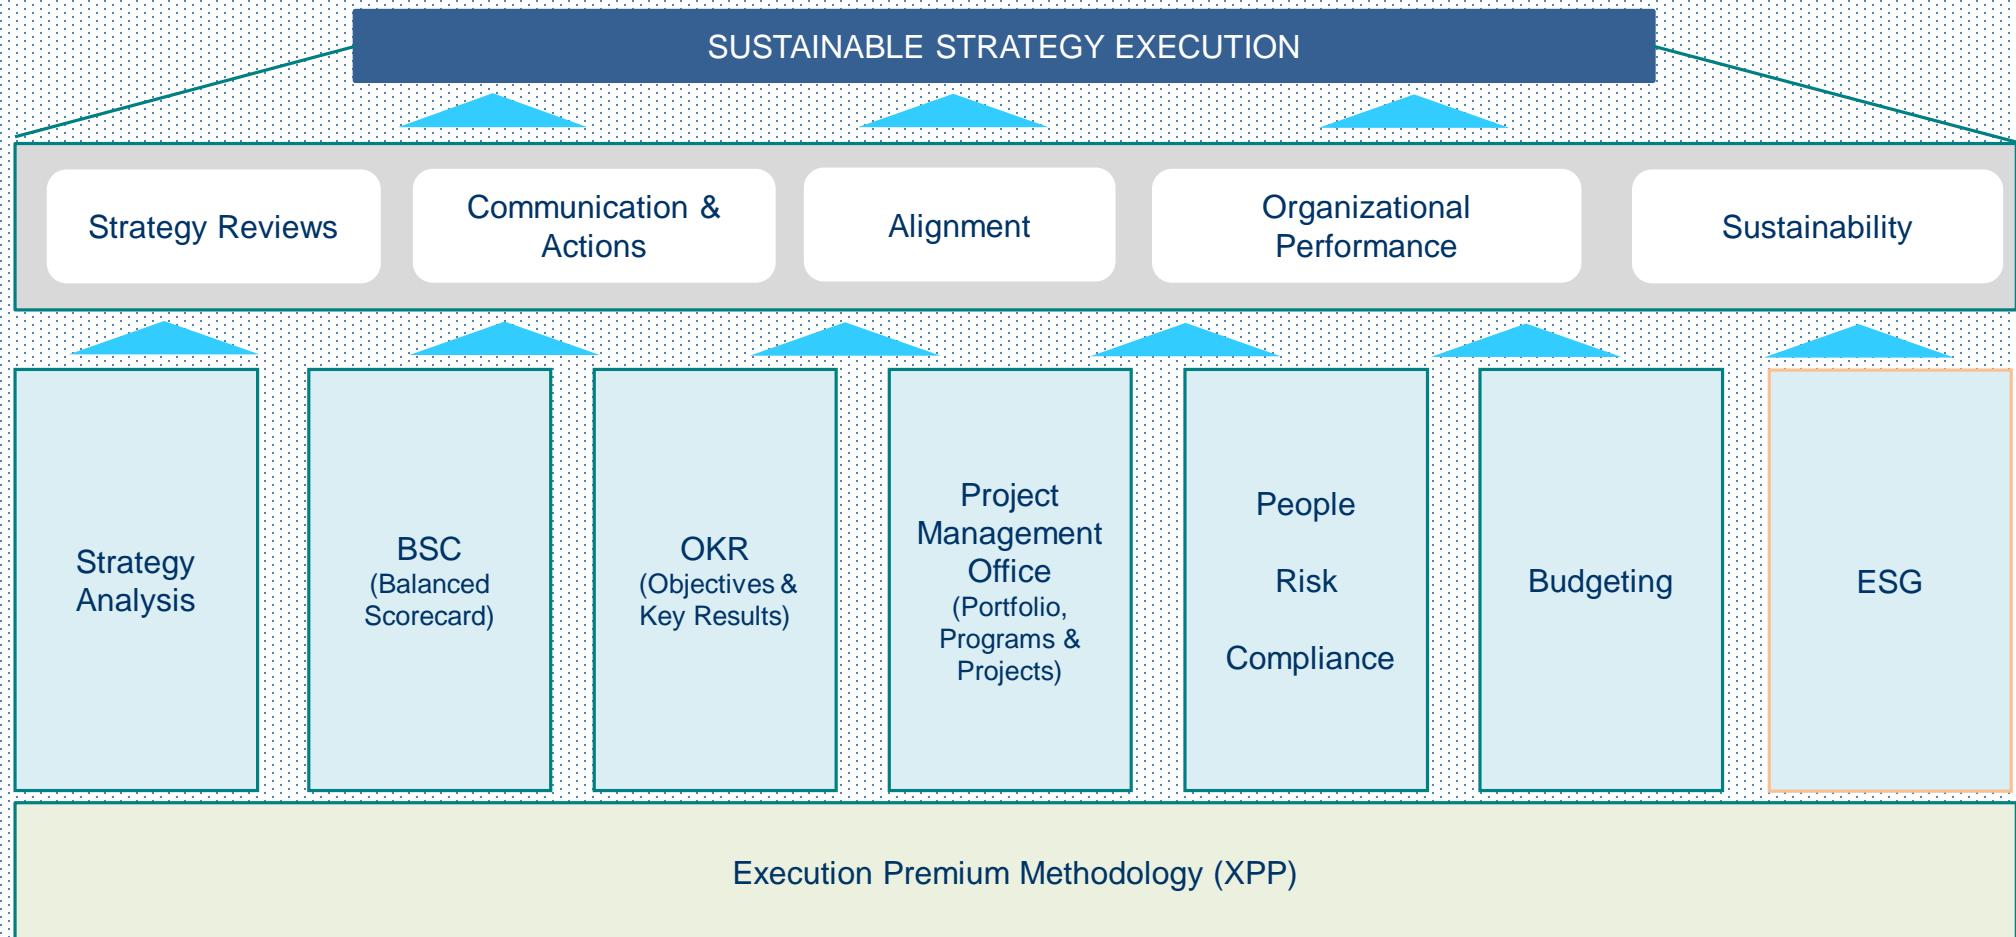 SUSTAINABLE STRATEGY EXECUTION
Strategy Reviews
Communication &
Actions
Alignment
Organizational
Performance
Sustainability
Strategy
Analysis
BSC
(Balanced
Scorecard)
OKR
(Objectives &
Key Results)
Project
Management
Office
(Portfolio,
Programs &
Projects)
People
Risk
Compliance
Budgeting
ESG
Execution Premium Methodology (XPP)